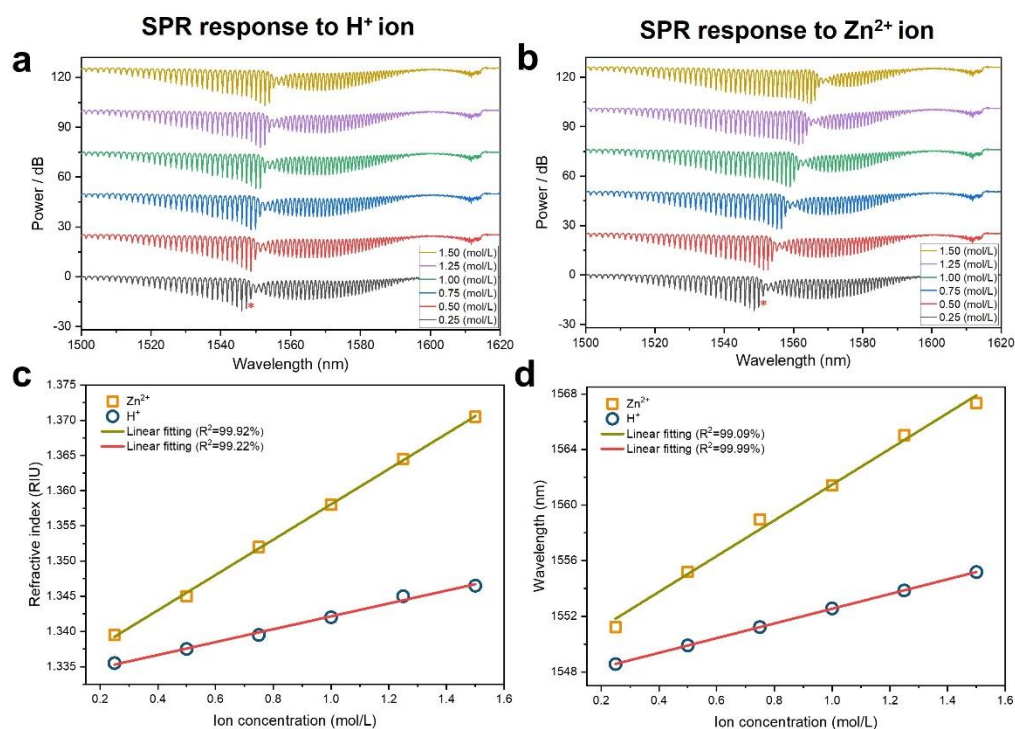 SPR response to H⁺ ion
SPR response to Zn²⁺ ion
a
Power / dB
120
90
60
30
0
-30
1.50 (mol/L)
1.25 (mol/L)
1.00 (mol/L)
0.75 (mol/L)
0.50 (mol/L)
0.25 (mol/L)
*
1500 1520 1540 1560 1580 1600 1620
Wavelength (nm)
b
Power / dB
120
90
60
30
0
-30
1.50 (mol/L)
1.25 (mol/L)
1.00 (mol/L)
0.75 (mol/L)
0.50 (mol/L)
0.25 (mol/L)
*
1500 1520 1540 1560 1580 1600 1620
Wavelength (nm)
c
Refractive index (RIU)
1.375
1.370
1.365
1.360
1.355
1.350
1.345
1.340
1.335
Zn²⁺
H⁺
Linear fitting (R²=99.92%)
Linear fitting (R²=99.22%)
0.2 0.4 0.6 0.8 1.0 1.2 1.4 1.6
Ion concentration (mol/L)
d
Wavelength (nm)
1568
1564
1560
1556
1552
1548
Zn²⁺
H⁺
Linear fitting (R²=99.09%)
Linear fitting (R²=99.99%)
0.2 0.4 0.6 0.8 1.0 1.2 1.4 1.6
Ion concentration (mol/L)